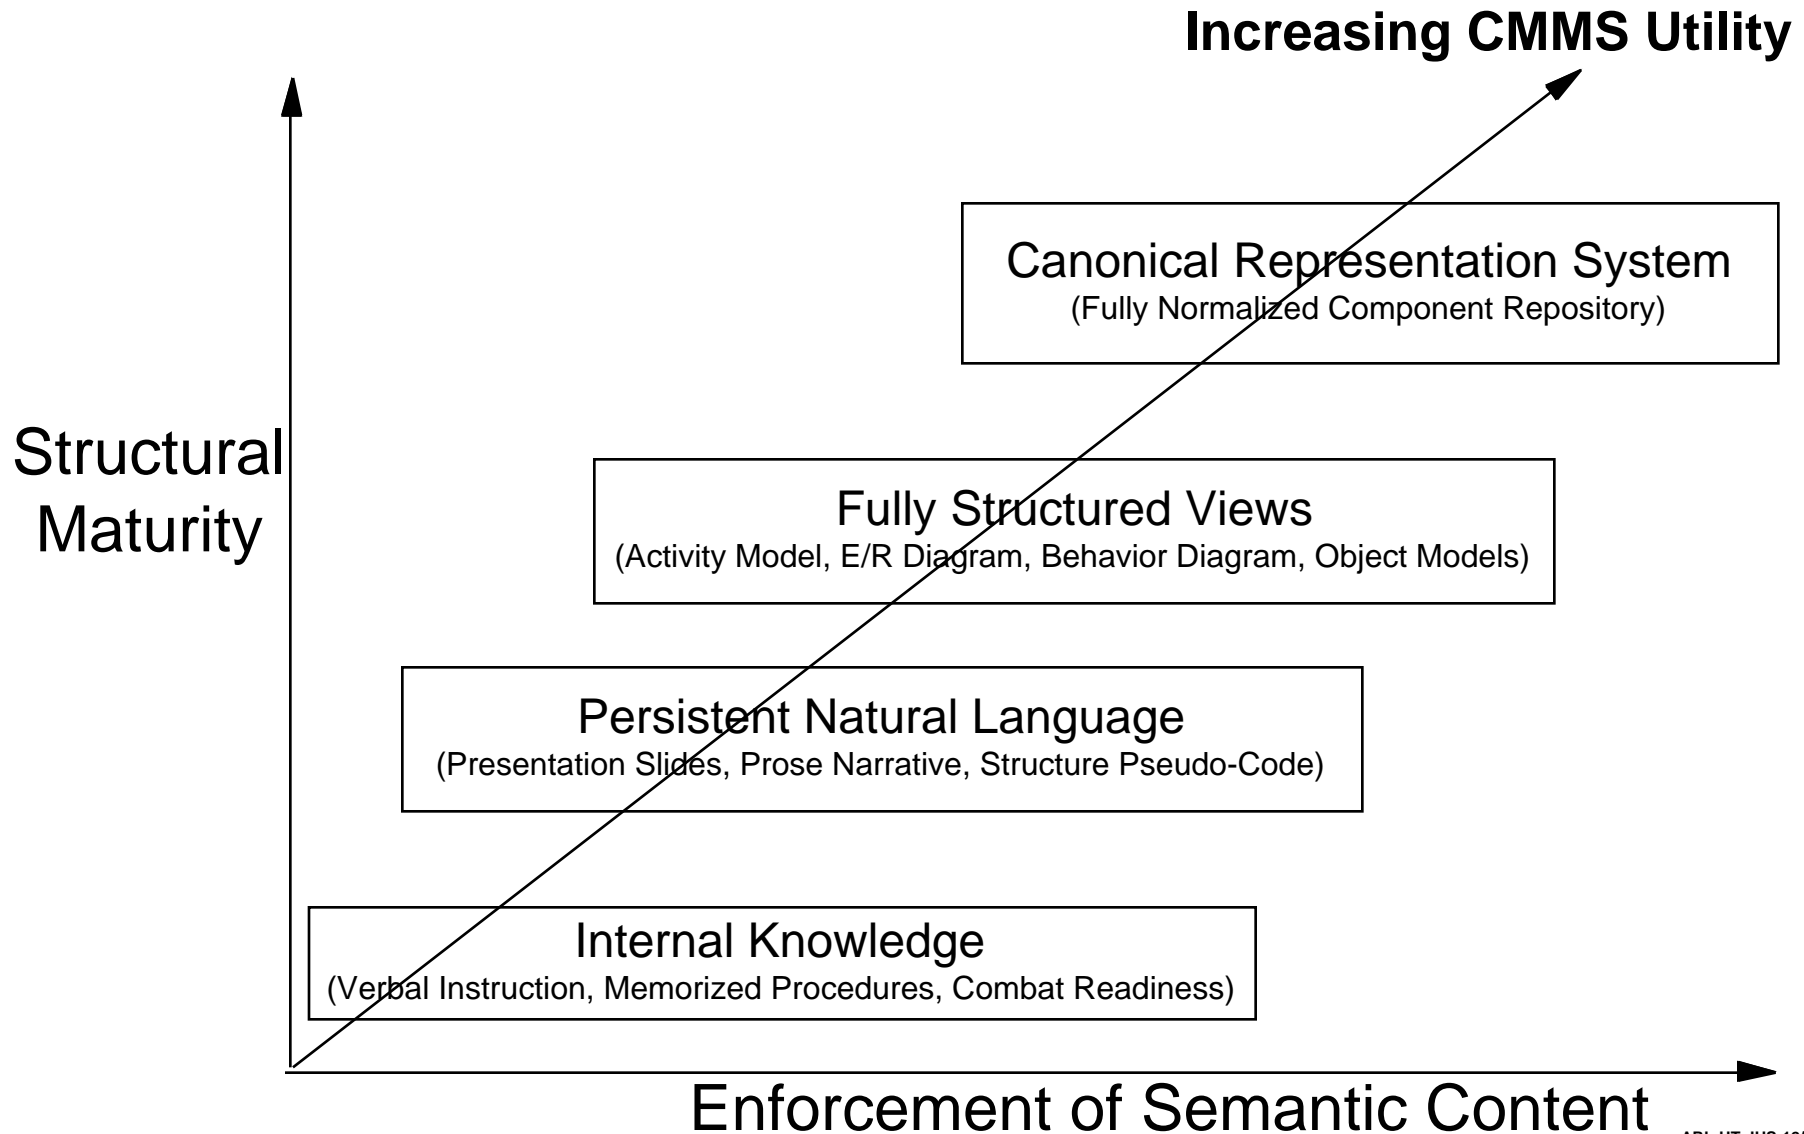 Increasing CMMS Utility
Canonical Representation System
(Fully Normalized Component Repository)
Structural
Maturity
Fully Structured Views
(Activity Model, E/R Diagram, Behavior Diagram, Object Models)
Persistent Natural Language
(Presentation Slides, Prose Narrative, Structure Pseudo-Code)
Internal Knowledge
(Verbal Instruction, Memorized Procedures, Combat Readiness)
Enforcement of Semantic Content